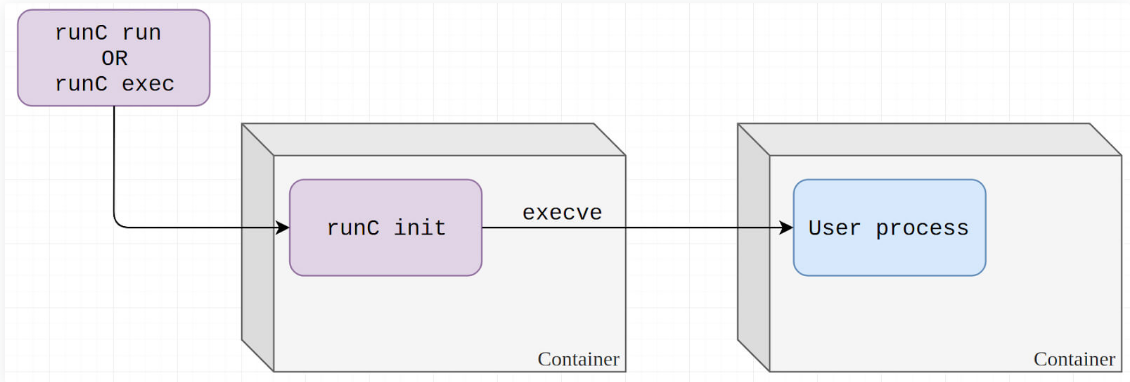 runC run
OR
runC exec
runC init
execve
User process
Container
Container